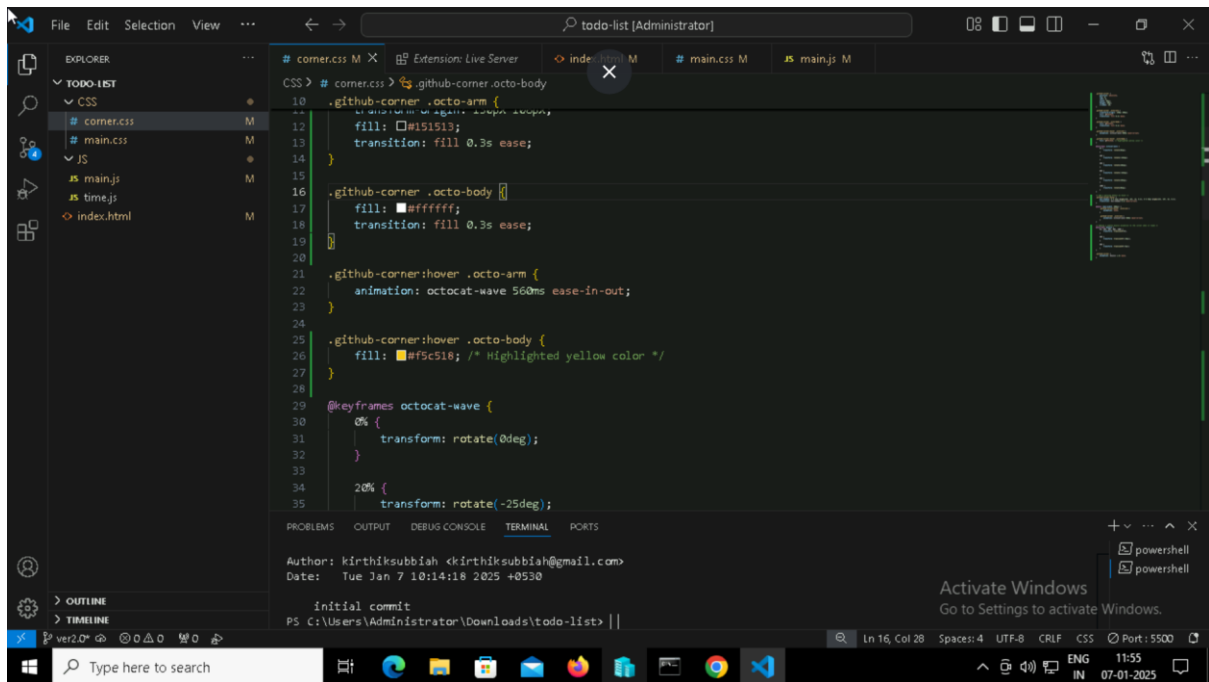 File Edit Selection View ··· todo-list [Administrator]
EXPLORER ···
TODO-LIST
CSS
# corner.css M
# main.css M
JS
JS main.js M
JS time.js
index.html M
OUTLINE
TIMELINE
# corner.css M Extension: Live Server index.html M # main.css M JS main.js M
CSS > # corner.css > .github-corner .octo-body
10 .github-corner .octo-arm {
12 fill: #151513;
13 transition: fill 0.3s ease;
14 }
15
16 .github-corner .octo-body {
17 fill: #ffffff;
18 transition: fill 0.3s ease;
19 }
20
21 .github-corner:hover .octo-arm {
22 animation: octocat-wave 560ms ease-in-out;
23 }
24
25 .github-corner:hover .octo-body {
26 fill: #f5c518; /* Highlighted yellow color */
27 }
28
29 @keyframes octocat-wave {
30 0% {
31 transform: rotate(0deg);
32 }
33
34 20% {
35 transform: rotate(-25deg);
PROBLEMS OUTPUT DEBUG CONSOLE TERMINAL PORTS
Author: kirthiksubbiah <kirthiksubbiah@gmail.com>
Date: Tue Jan 7 10:14:18 2025 +0530
initial commit
PS C:\Users\Administrator\Downloads\todo-list>
powershell
powershell
Activate Windows
Go to Settings to activate Windows.
4
ver2.0* 0 0 0 Ln 16, Col 28 Spaces: 4 UTF-8 CRLF CSS Port : 5500
Type here to search
ENG
IN
11:55
07-01-2025